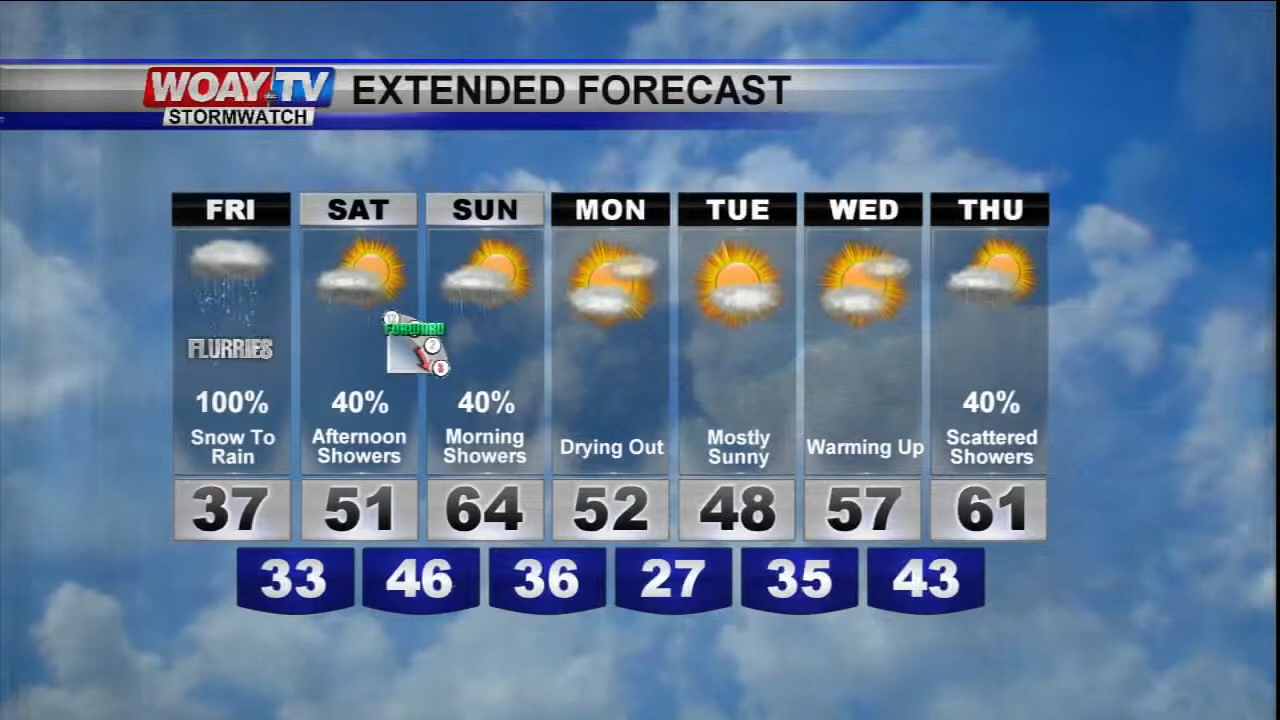 WOAY TV
STORMWATCH
EXTENDED FORECAST
FRI
SAT
SUN
MON
TUE
WED
THU
FLURRIES
FORWARD
2
100%
40%
40%
40%
Snow To
Rain
Afternoon
Showers
Morning
Showers
Drying Out
Mostly
Sunny
Warming Up
Scattered
Showers
37
51
64
52
48
57
61
33
46
36
27
35
43